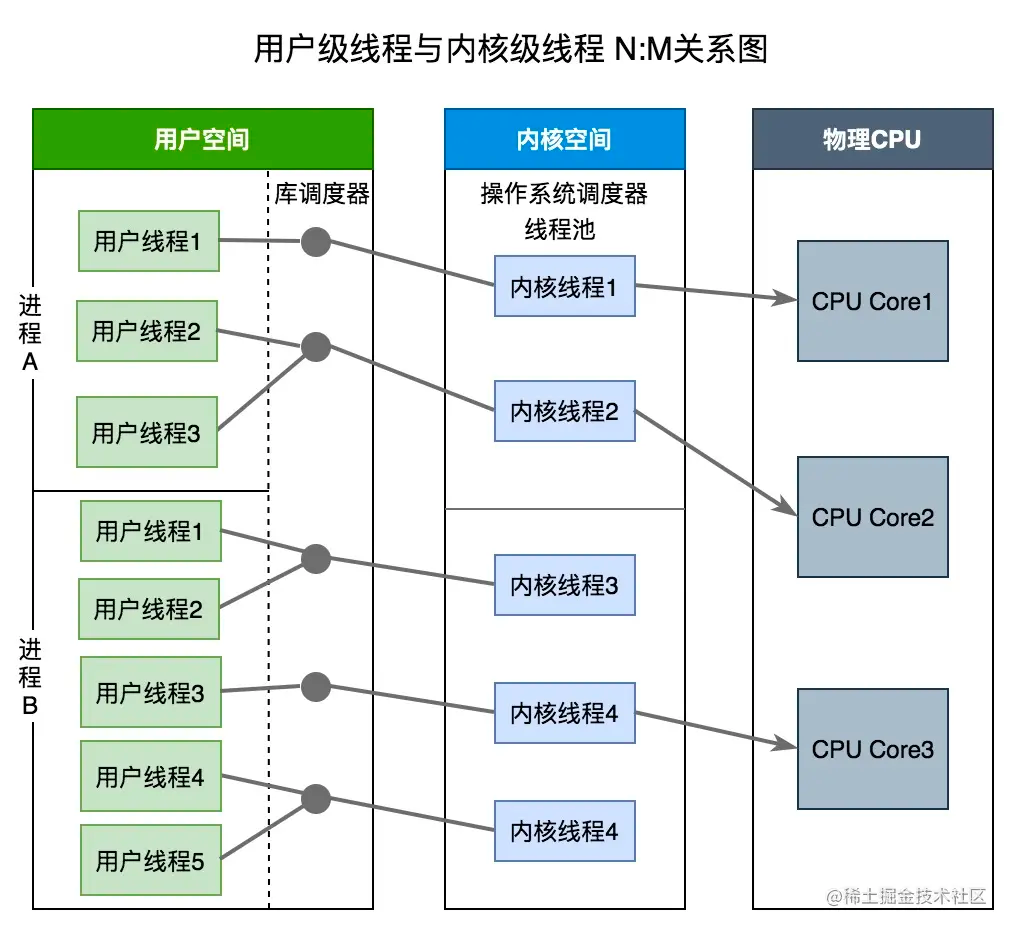 用户级线程与内核级线程 N:M关系图
用户空间
内核空间
物理CPU
库调度器
操作系统调度器
线程池
进程A
用户线程1
用户线程2
用户线程3
进程B
用户线程1
用户线程2
用户线程3
用户线程4
用户线程5
内核线程1
内核线程2
内核线程3
内核线程4
内核线程4
CPU Core1
CPU Core2
CPU Core3
@稀土掘金技术社区